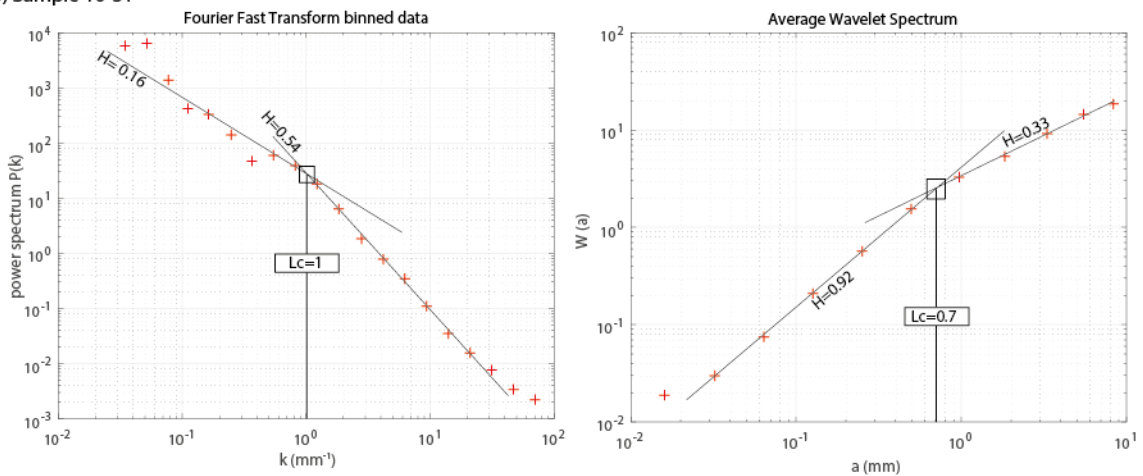 Fourier Fast Transform binned data
10^4
10^3
10^2
10^1
10^0
10^-1
10^-2
10^-3
power spectrum P(k)
H= 0.16
H=0.54
Lc=1
10^-2
10^-1
10^0
10^1
10^2
k (mm^-1)
Average Wavelet Spectrum
10^2
10^1
10^0
10^-1
10^-2
W (a)
H=0.33
H=0.92
Lc=0.7
10^-2
10^-1
10^0
10^1
a (mm)